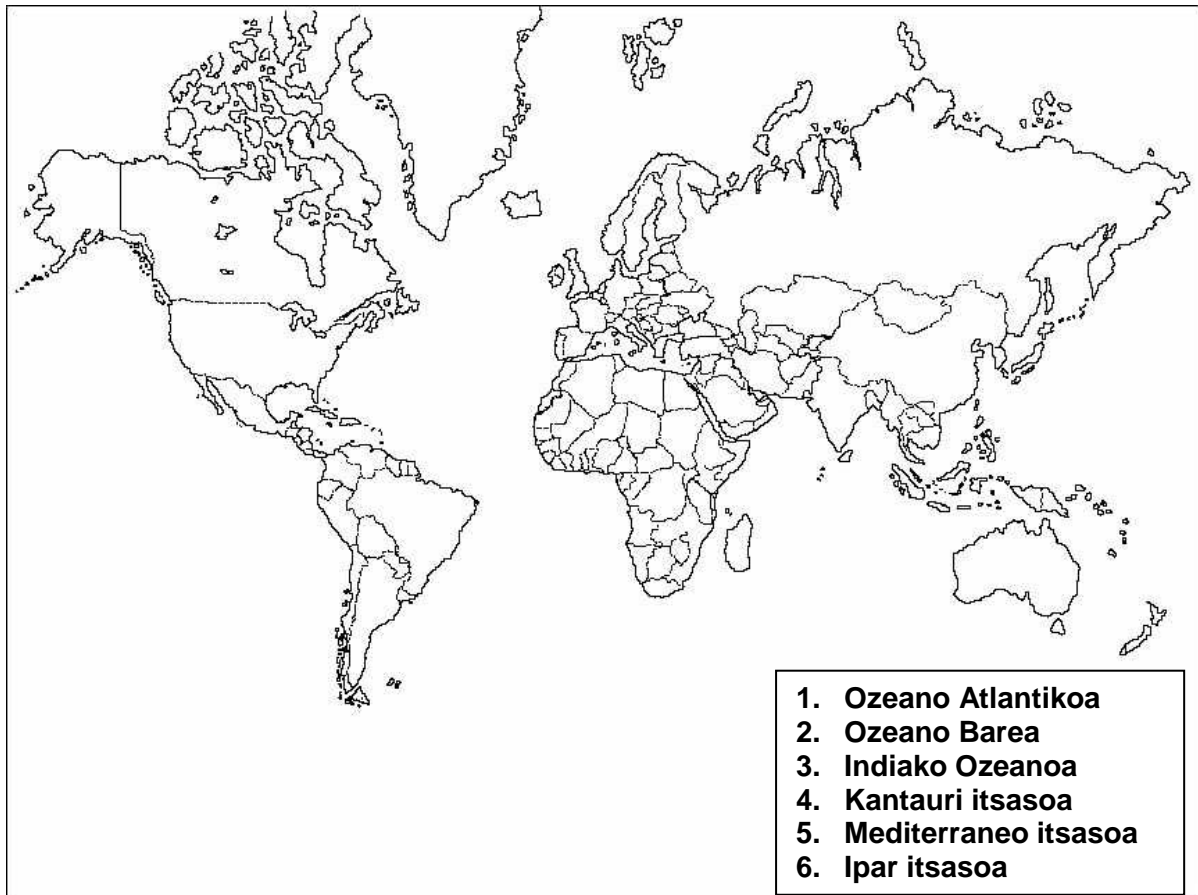 1. Ozeano Atlantikoa
2. Ozeano Barea
3. Indiako Ozeanoa
4. Kantauri itsasoa
5. Mediterraneo itsasoa
6. Ipar itsasoa